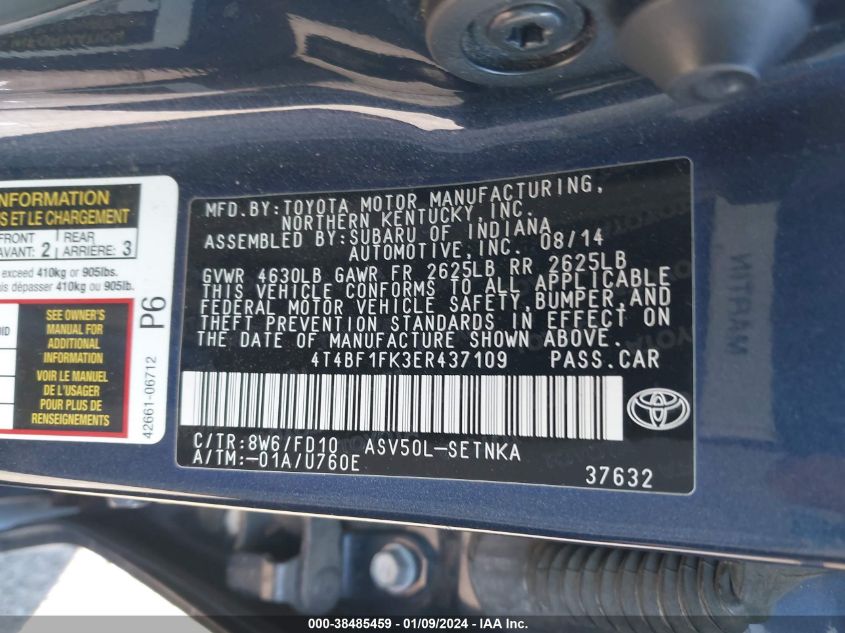 INFORMATION
S ET LE CHARGEMENT
FRONT
AVANT: 2
REAR
ARRIÈRE: 3
exceed 410kg or 905lbs.
dépasser 410kg ou 905lb.
P6
SEE OWNER'S
MANUAL FOR
ADDITIONAL
INFORMATION
VOIR LE MANUEL
DE L'USAGER
POUR PLUS DE
RENSEIGNEMENTS
42661-06712
MFD.BY:TOYOTA MOTOR MANUFACTURING,
NORTHERN KENTUCKY,INC.
ASSEMBLED BY:SUBARU OF INDIANA
AUTOMOTIVE,INC. 08/14
GVWR 4630LB GAWR FR 2625LB RR 2625LB
THIS VEHICLE CONFORMS TO ALL APPLICABLE
FEDERAL MOTOR VEHICLE SAFETY,BUMPER,AND
THEFT PREVENTION STANDARDS IN EFFECT ON
THE DATE OF MANUFACTURE SHOWN ABOVE.
4T4BF1FK3ER437109 PASS.CAR
C/TR:8W6/FD10 ASV50L-SETNKA
A/TM:-01A/U760E
37632
000-38485459 - 01/09/2024 - IAA Inc.